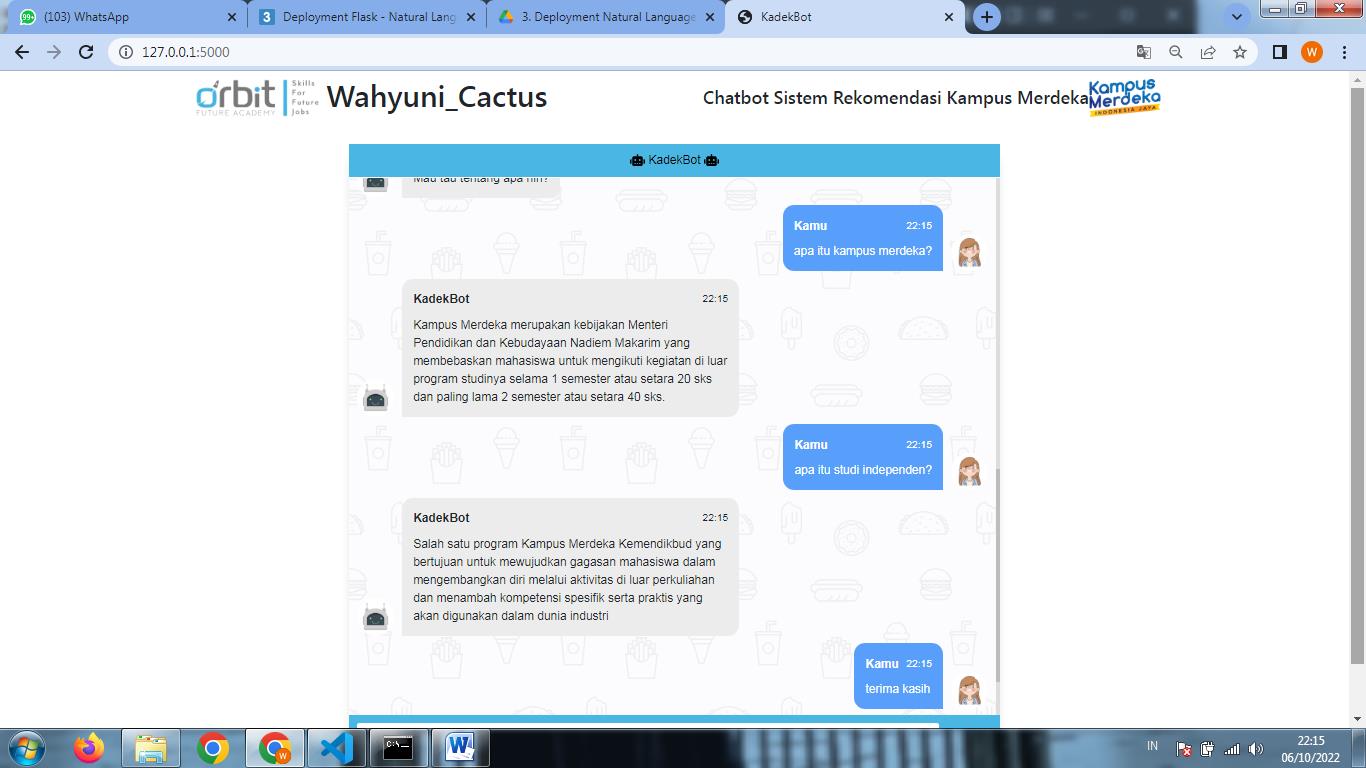 (103) WhatsApp
Deployment Flask - Natural Lang
3. Deployment Natural Language
KadekBot
127.0.0.1:5000
orbit
FUTURE ACADEMY
Skills
For
Future
Jobs
Wahyuni_Cactus
Chatbot Sistem Rekomendasi Kampus Merdeka
Kampus
Merdeka
INDONESIA JAYA
KadekBot
Mau tau tentang apa nih?
Kamu 22:15
apa itu kampus merdeka?
KadekBot 22:15
Kampus Merdeka merupakan kebijakan Menteri
Pendidikan dan Kebudayaan Nadiem Makarim yang
membebaskan mahasiswa untuk mengikuti kegiatan di luar
program studinya selama 1 semester atau setara 20 sks
dan paling lama 2 semester atau setara 40 sks.
Kamu 22:15
apa itu studi independen?
KadekBot 22:15
Salah satu program Kampus Merdeka Kemendikbud yang
bertujuan untuk mewujudkan gagasan mahasiswa dalam
mengembangkan diri melalui aktivitas di luar perkuliahan
dan menambah kompetensi spesifik serta praktis yang
akan digunakan dalam dunia industri
Kamu 22:15
terima kasih
IN
22:15
06/10/2022